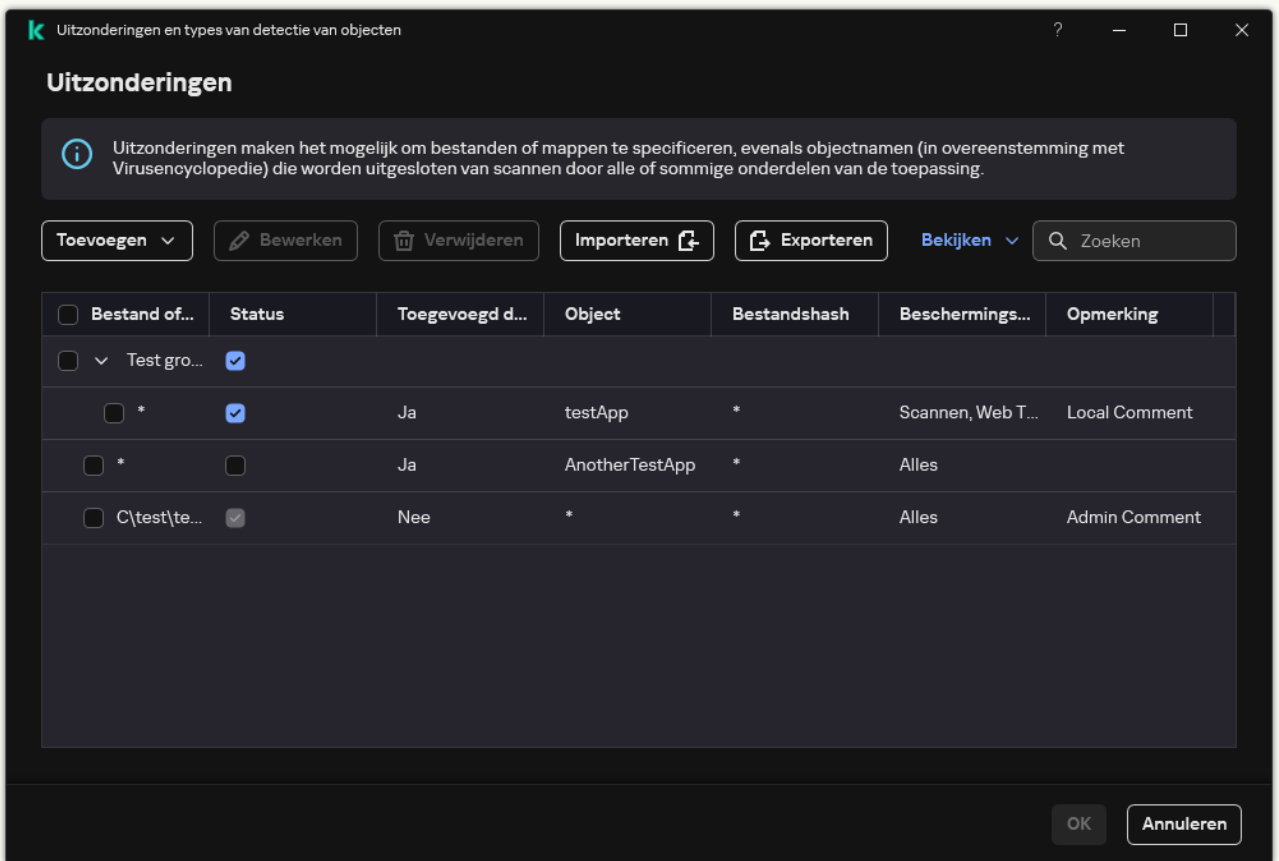 Uitzonderingen en types van detectie van objecten
Uitzonderingen
Uitzonderingen maken het mogelijk om bestanden of mappen te specificeren, evenals objectnamen (in overeenstemming met
Virusencyclopedie) die worden uitgesloten van scannen door alle of sommige onderdelen van de toepassing.
Toevoegen Bewerken Verwijderen Importeren Exporteren Bekijken Zoeken
Bestand of... Status Toegevoegd d... Object Bestandshash Beschermings... Opmerking
Test gro...
* Ja testApp * Scannen, Web T... Local Comment
* Ja AnotherTestApp * Alles
C\test\te... Nee * * Alles Admin Comment
OK Annuleren